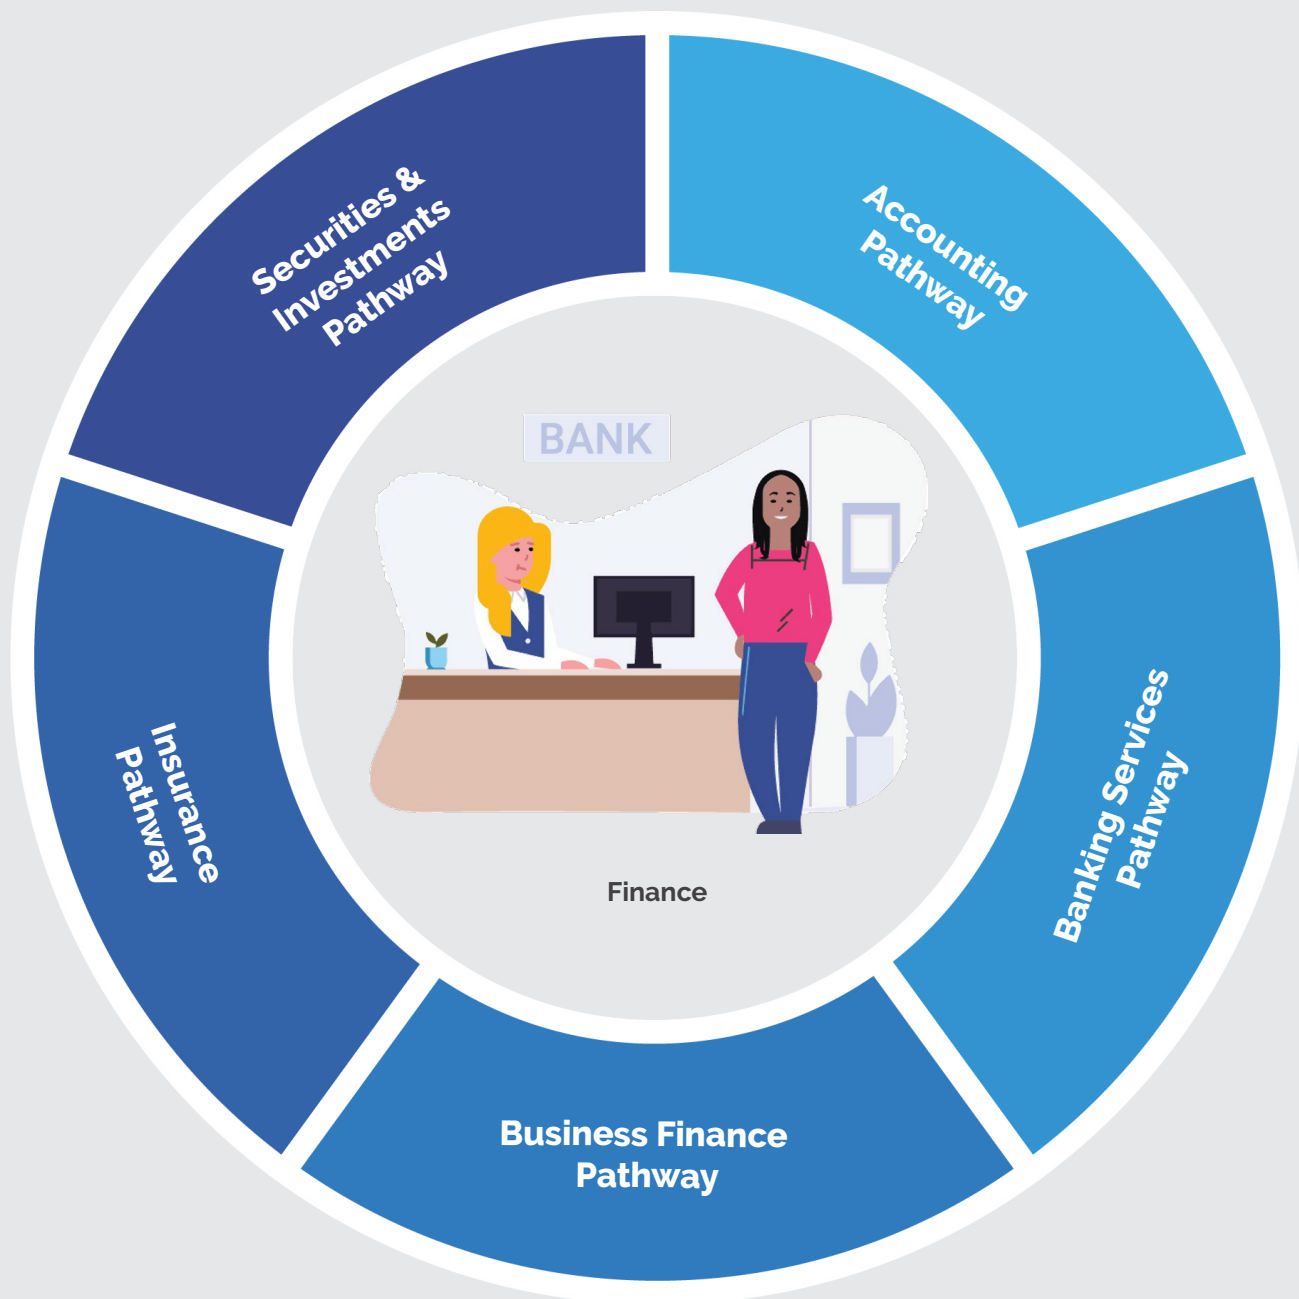 Securities &
Investments
Pathway
Accounting
Pathway
BANK
Insurance
Pathway
Banking Services
Pathway
Finance
Business Finance
Pathway